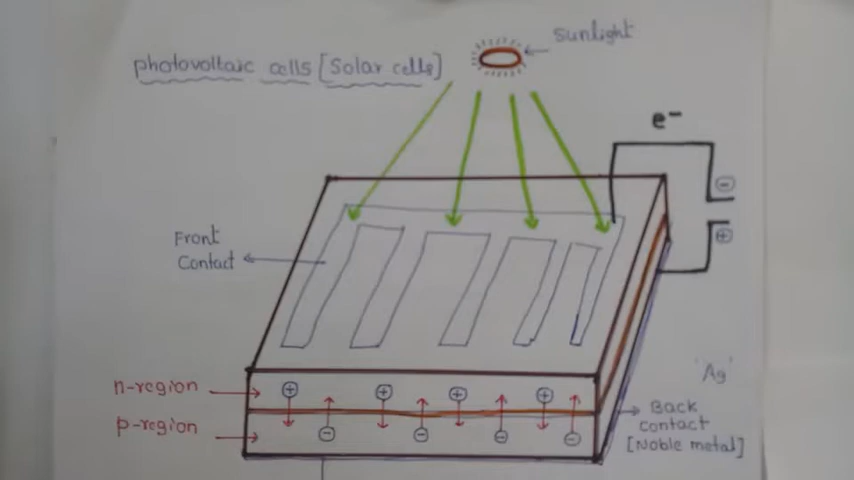 sunlight
photovoltaic cells [Solar cells]
e-
⊖
⊕
Front
Contact
'Ag'
n-region
p-region
Back
contact
[Noble metal]
⊕ ⊕ ⊕ ⊕
⊖ ⊖ ⊖ ⊖